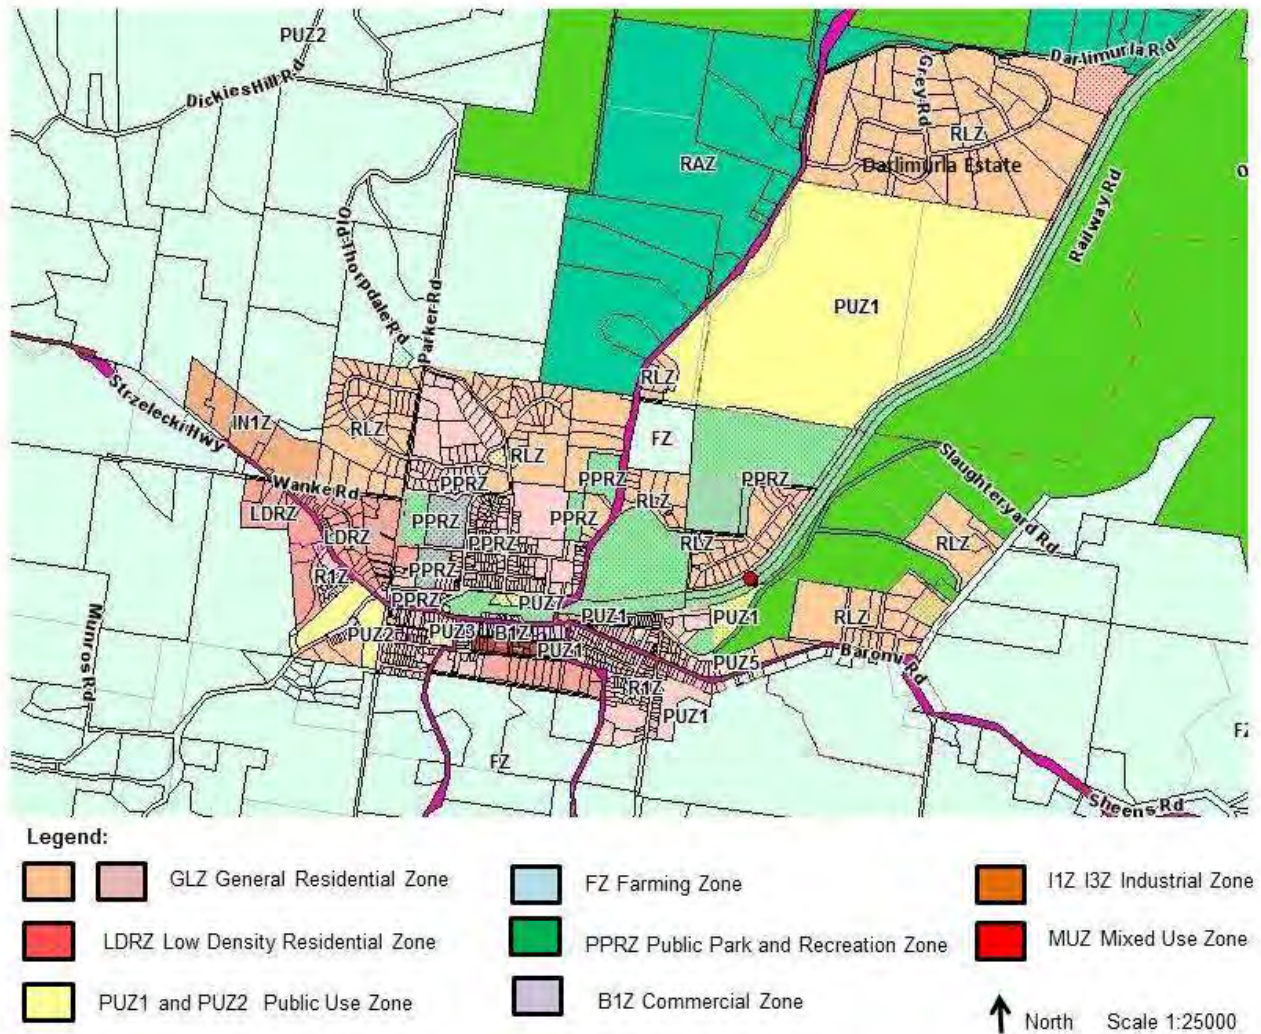 PUZ2
Darlimurla Rd
Dickies Hill Rd
Grey Rd
RLZ
RAZ
Darlimurla Estate
Railway Rd
Old Thorpdale Rd
Parker Rd
PUZ1
Strzelecki Hwy
RLZ
IN1Z
RLZ
FZ
RLZ
Slaughteryard Rd
PPRZ
PPRZ
PPRZ
Wanke Rd
RLZ
LDRZ
PPRZ
PPRZ
LDRZ
PPRZ
RLZ
RLZ
PPRZ
R1Z
PPRZ
PUZ7
PUZ1
PUZ1
RLZ
Munros Rd
PUZ2
PUZ3
B1Z
PUZ1
PUZ5
Baromi Rd
R1Z
PUZ1
FZ
FZ
Sheens Rd
Legend:
GLZ General Residential Zone
FZ Farming Zone
I1Z I3Z Industrial Zone
LDRZ Low Density Residential Zone
PPRZ Public Park and Recreation Zone
MUZ Mixed Use Zone
PUZ1 and PUZ2 Public Use Zone
B1Z Commercial Zone
North Scale 1:25000